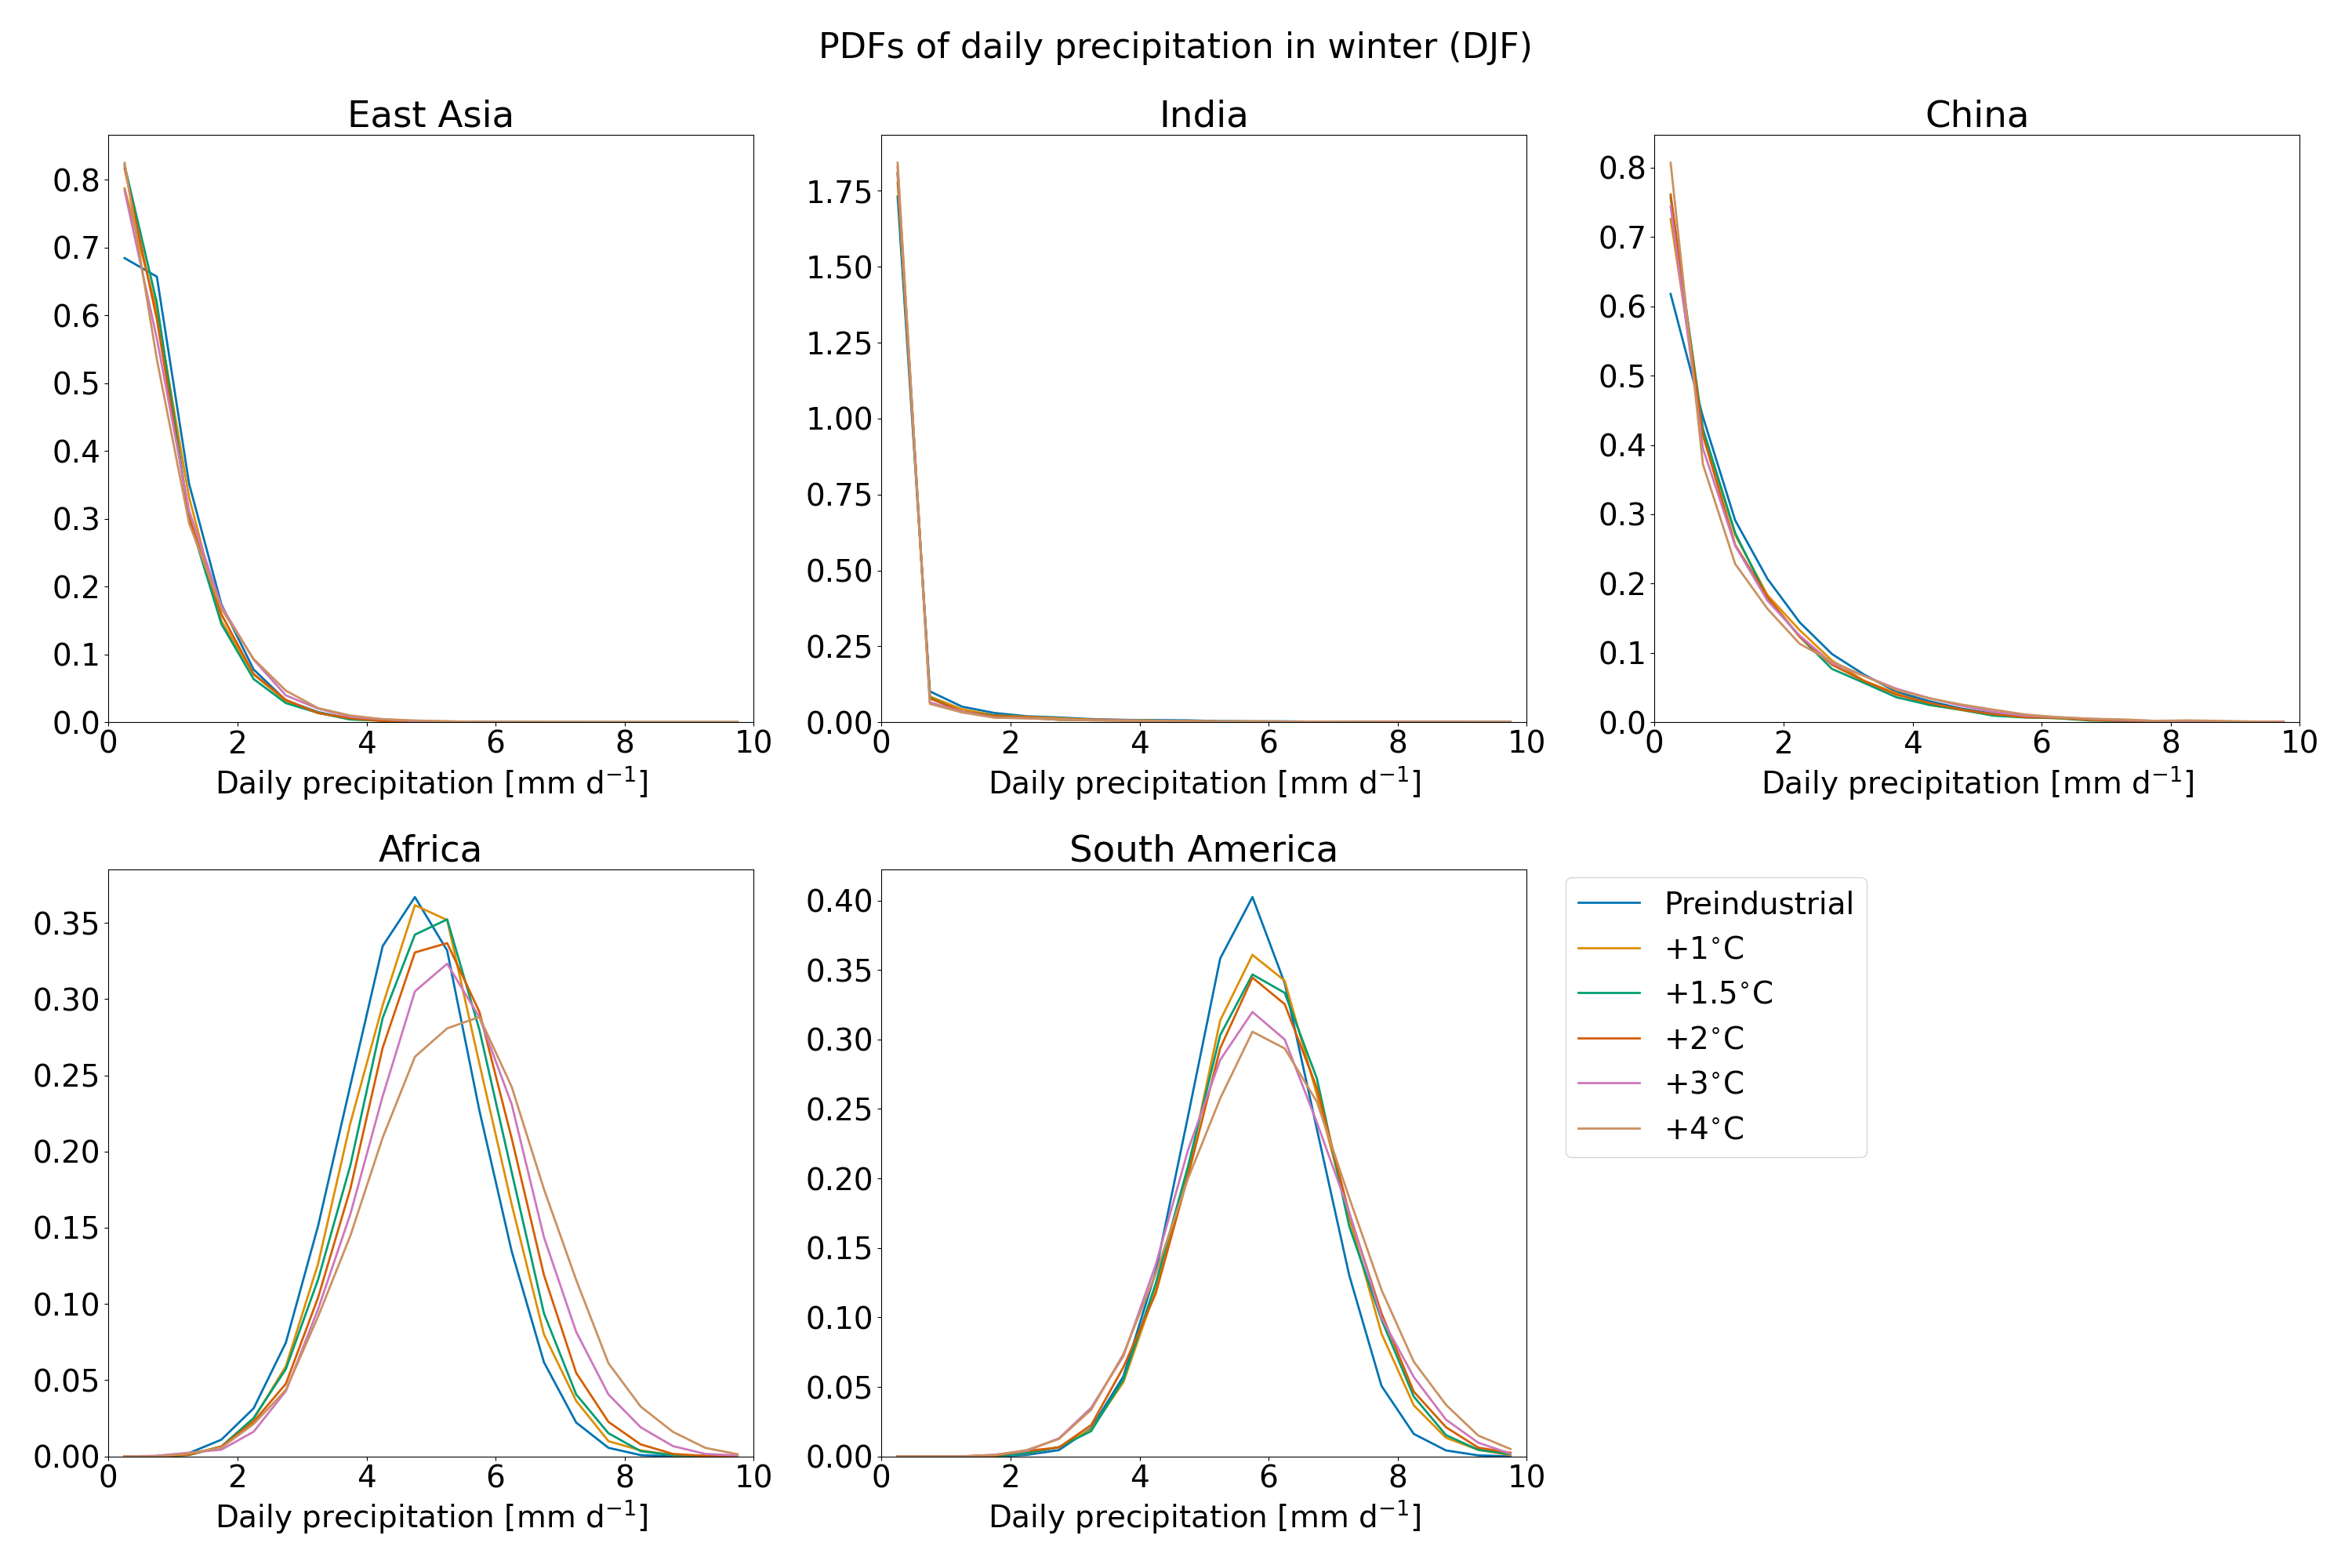 PDFs of daily precipitation in winter (DJF)
East Asia
0.8
0.7
0.6
0.5
0.4
0.3
0.2
0.1
0.0
0 2 4 6 8 10
Daily precipitation [mm d⁻¹]
India
1.75
1.50
1.25
1.00
0.75
0.50
0.25
0.00
0 2 4 6 8 10
Daily precipitation [mm d⁻¹]
China
0.8
0.7
0.6
0.5
0.4
0.3
0.2
0.1
0.0
0 2 4 6 8 10
Daily precipitation [mm d⁻¹]
Africa
0.35
0.30
0.25
0.20
0.15
0.10
0.05
0.00
0 2 4 6 8 10
Daily precipitation [mm d⁻¹]
South America
0.40
0.35
0.30
0.25
0.20
0.15
0.10
0.05
0.00
0 2 4 6 8 10
Daily precipitation [mm d⁻¹]
Preindustrial
+1°C
+1.5°C
+2°C
+3°C
+4°C